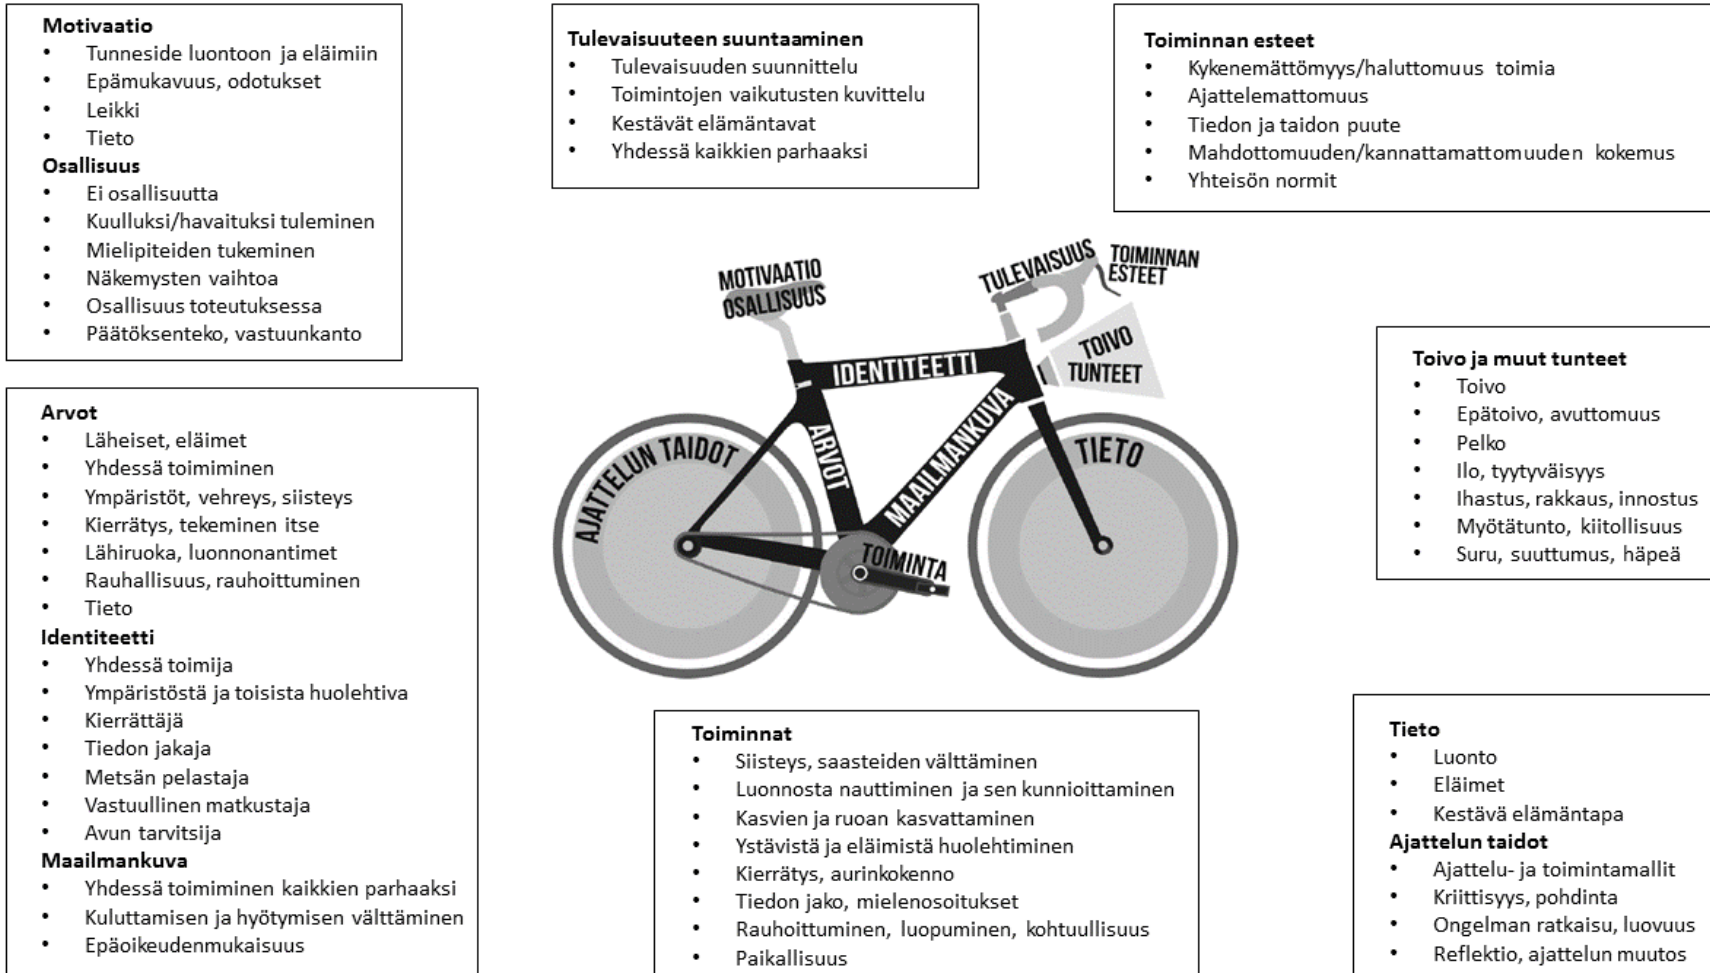 Motivaatio
• Tunneside luontoon ja eläimiin
• Epämukavuus, odotukset
• Leikki
• Tieto
Osallisuus
• Ei osallisuutta
• Kuulluksi/havaituksi tuleminen
• Mielipiteiden tukeminen
• Näkemysten vaihtoa
• Osallisuus toteutuksessa
• Päätöksenteko, vastuunkanto
Tulevaisuuteen suuntaaminen
• Tulevaisuuden suunnittelu
• Toimintojen vaikutusten kuvittelu
• Kestävät elämäntavat
• Yhdessä kaikkien parhaaksi
Toiminnan esteet
• Kykenemättömyys/haluttomuus toimia
• Ajattelemattomuus
• Tiedon ja taidon puute
• Mahdottomuuden/kannattamattomuuden kokemus
• Yhteisön normit
MOTIVAATIO
OSALLISUUS
TULEVAISUUS
TOIMINNAN
ESTEET
TOIVO
TUNTEET
IDENTITEETTI
ARVOT
MAAILMANKUVA
AJATTELUN TAIDOT
TIETO
TOIMINTA
Toivo ja muut tunteet
• Toivo
• Epätoivo, avuttomuus
• Pelko
• Ilo, tyytyväisyys
• Ihastus, rakkaus, innostus
• Myötätunto, kiitollisuus
• Suru, suuttumus, häpeä
Arvot
• Läheiset, eläimet
• Yhdessä toimiminen
• Ympäristöt, vehreys, siisteys
• Kierrätys, tekeminen itse
• Lähiruoka, luonnonantimet
• Rauhallisuus, rauhoittuminen
• Tieto
Identiteetti
• Yhdessä toimija
• Ympäristöstä ja toisista huolehtiva
• Kierrättäjä
• Tiedon jakaja
• Metsän pelastaja
• Vastuullinen matkustaja
• Avun tarvitsija
Maailmankuva
• Yhdessä toimiminen kaikkien parhaaksi
• Kuluttamisen ja hyötymisen välttäminen
• Epäoikeudenmukaisuus
Toiminnat
• Siisteys, saasteiden välttäminen
• Luonnosta nauttiminen ja sen kunnioittaminen
• Kasvien ja ruoan kasvattaminen
• Ystävistä ja eläimistä huolehtiminen
• Kierrätys, aurinkokenno
• Tiedon jako, mielenosoitukset
• Rauhoittuminen, luopuminen, kohtuullisuus
• Paikallisuus
Tieto
• Luonto
• Eläimet
• Kestävä elämäntapa
Ajattelun taidot
• Ajattelu- ja toimintamallit
• Kriittisyys, pohdinta
• Ongelman ratkaisu, luovuus
• Reflektio, ajattelun muutos